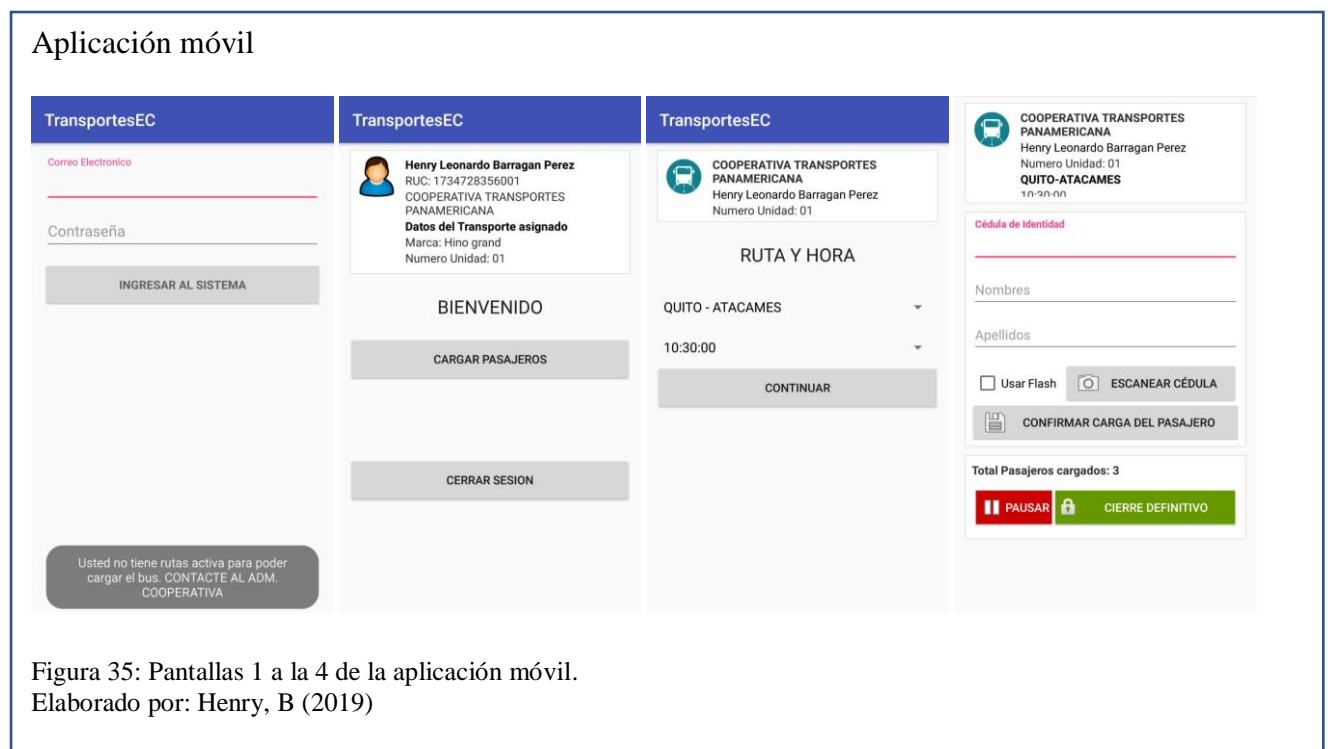 Aplicación móvil
TransportesEC
Correo Electronico
Contraseña
INGRESAR AL SISTEMA
Usted no tiene rutas activa para poder
cargar el bus. CONTACTE AL ADM.
COOPERATIVA
TransportesEC
Henry Leonardo Barragan Perez
RUC: 1734728356001
COOPERATIVA TRANSPORTES
PANAMERICANA
Datos del Transporte asignado
Marca: Hino grand
Numero Unidad: 01
BIENVENIDO
CARGAR PASAJEROS
CERRAR SESION
TransportesEC
COOPERATIVA TRANSPORTES
PANAMERICANA
Henry Leonardo Barragan Perez
Numero Unidad: 01
RUTA Y HORA
QUITO - ATACAMES
10:30:00
CONTINUAR
COOPERATIVA TRANSPORTES
PANAMERICANA
Henry Leonardo Barragan Perez
Numero Unidad: 01
QUITO-ATACAMES
10:30:00
Cédula de Identidad
Nombres
Apellidos
Usar Flash
ESCANEAR CÉDULA
CONFIRMAR CARGA DEL PASAJERO
Total Pasajeros cargados: 3
PAUSAR
CIERRE DEFINITIVO
Figura 35: Pantallas 1 a la 4 de la aplicación móvil.
Elaborado por: Henry, B (2019)